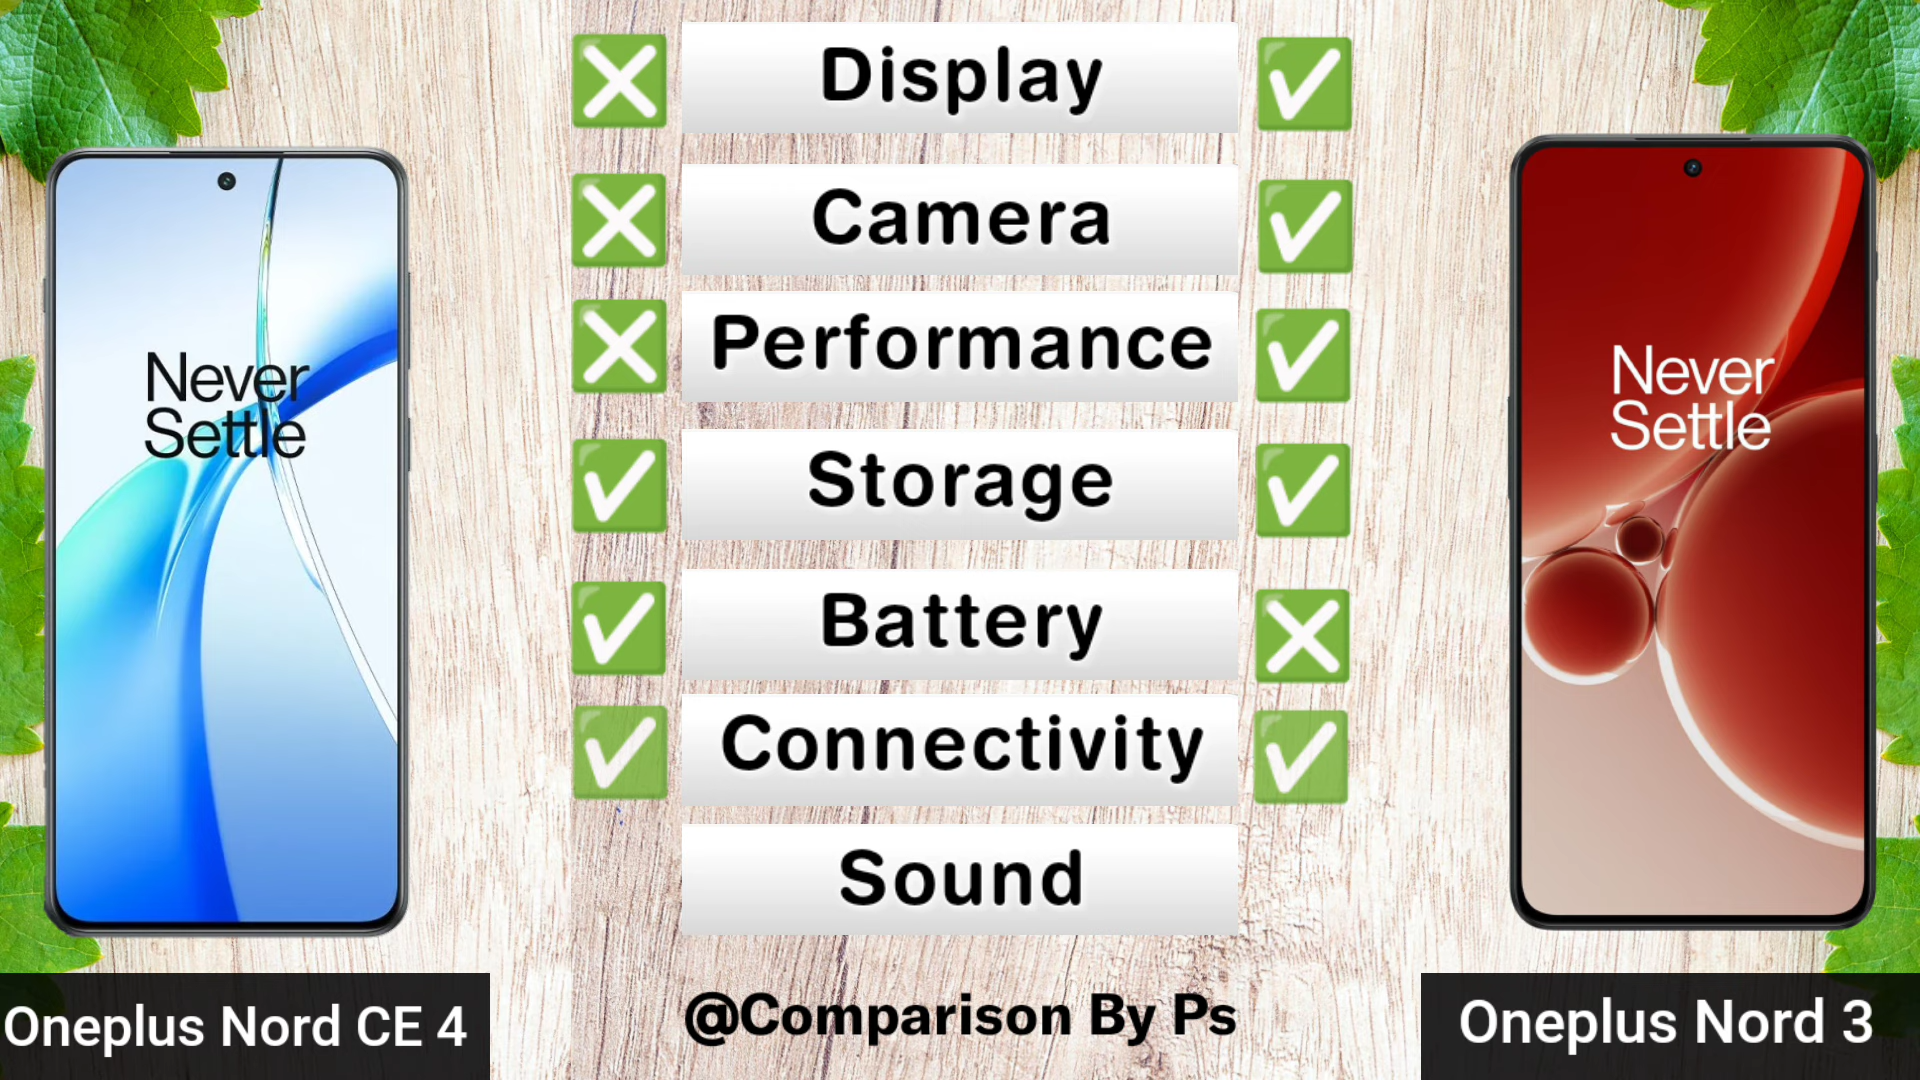 Display
Camera
Performance
Storage
Battery
Connectivity
Sound
Never
Settle
Never
Settle
Oneplus Nord CE 4
@Comparison By Ps
Oneplus Nord 3